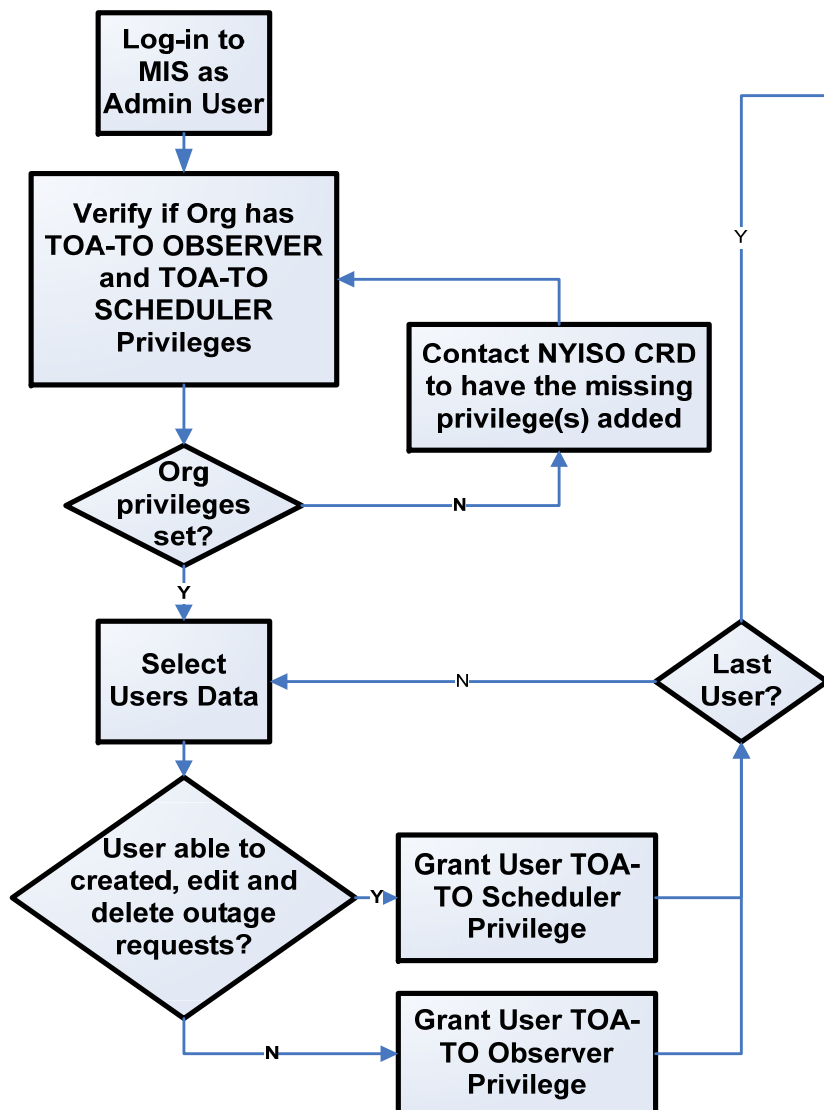 Log-in to
MIS as
Admin User
Verify if Org has
TOA-TO OBSERVER
and TOA-TO
SCHEDULER
Privileges
Contact NYISO CRD
to have the missing
privilege(s) added
Org
privileges
set?
N
Y
Y
Select
Users Data
N
Last
User?
User able to
created, edit and
delete outage
requests?
Y
Grant User TOA-
TO Scheduler
Privilege
N
Grant User TOA-
TO Observer
Privilege